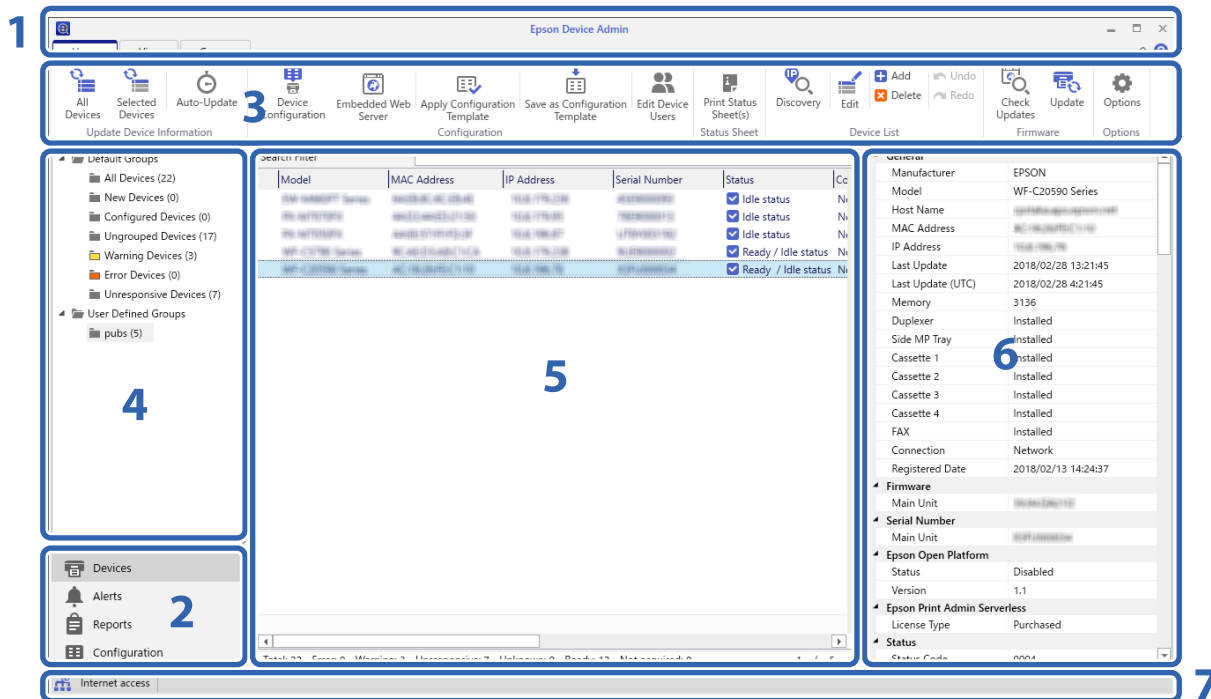 1
Epson Device Admin
3
All Devices
Selected Devices
Auto-Update
Update Device Information
Device Configuration
Embedded Web Server
Apply Configuration Template
Save as Configuration Template
Edit Device Users
Configuration
Print Status Sheet(s)
Status Sheet
Discovery
Edit
Add
Delete
Undo
Redo
Device List
Check Updates
Update
Firmware
Options
Options
4
Default Groups
All Devices (22)
New Devices (0)
Configured Devices (0)
Ungrouped Devices (17)
Warning Devices (3)
Error Devices (0)
Unresponsive Devices (7)
User Defined Groups
pubs (5)
2
Devices
Alerts
Reports
Configuration
5
Search Filter
Model MAC Address IP Address Serial Number Status Cc
Idle status
Idle status
Idle status
Ready / Idle status
Ready / Idle status
6
General
Manufacturer EPSON
Model WF-C20590 Series
Host Name
MAC Address
IP Address
Last Update 2018/02/28 13:21:45
Last Update (UTC) 2018/02/28 4:21:45
Memory 3136
Duplexer Installed
Side MP Tray Installed
Cassette 1 Installed
Cassette 2 Installed
Cassette 3 Installed
Cassette 4 Installed
FAX Installed
Connection Network
Registered Date 2018/02/13 14:24:37
Firmware
Main Unit
Serial Number
Main Unit
Epson Open Platform
Status Disabled
Version 1.1
Epson Print Admin Serverless
License Type Purchased
Status
Status Code 0004
7
Internet access